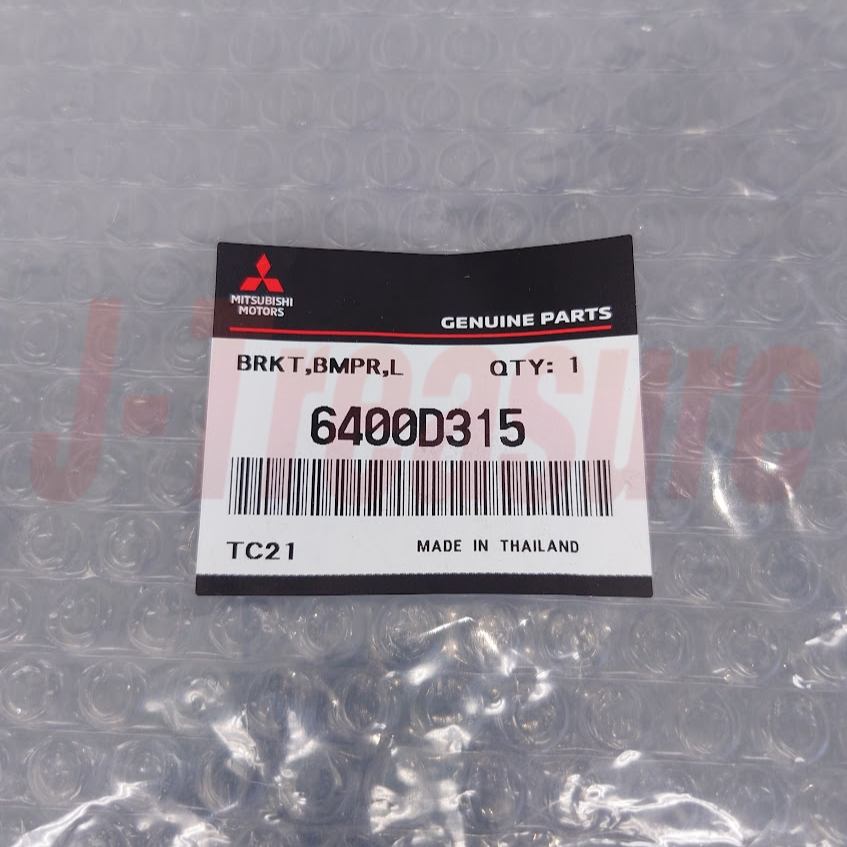 MITSUBISHI
MOTORS
GENUINE PARTS
BRKT,BMPR,L QTY: 1
6400D315
TC21 MADE IN THAILAND
J-Treasure